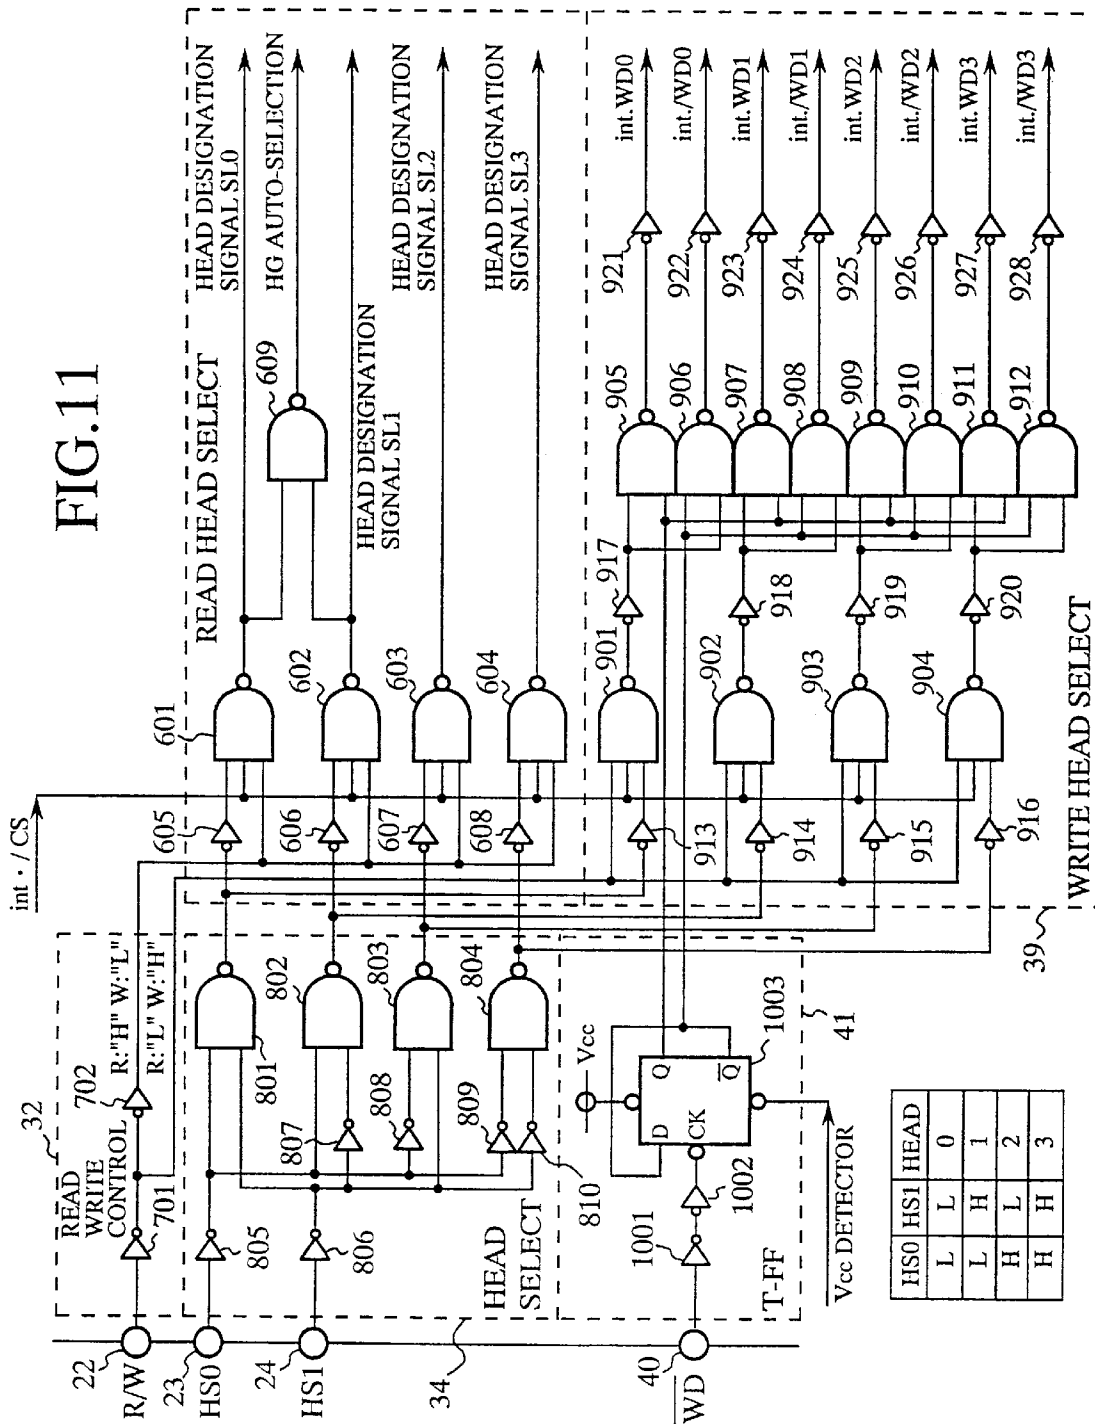 FIG.11
int · / CS
32
READ
WRITE
CONTROL
701
702
R:"H" W:"L"
R:"L" W:"H"
22
R/W
23
HS0
24
HS1
34
40
WD
805
806
807
808
809
810
801
802
803
804
HEAD
SELECT
1001
1002
1003
Vcc
D
Q
CK
Q
T-FF
41
Vcc DETECTOR
39
READ HEAD SELECT
605
606
607
608
601
602
603
604
609
HEAD DESIGNATION
SIGNAL SL0
HG AUTO-SELECTION
HEAD DESIGNATION
SIGNAL SL1
HEAD DESIGNATION
SIGNAL SL2
HEAD DESIGNATION
SIGNAL SL3
913
914
915
916
901
902
903
904
917
918
919
920
905
906
907
908
909
910
911
912
921
922
923
924
925
926
927
928
int.WD0
int./WD0
int.WD1
int./WD1
int.WD2
int./WD2
int.WD3
int./WD3
WRITE HEAD SELECT
HS0 HS1 HEAD
L L 0
L H 1
H L 2
H H 3